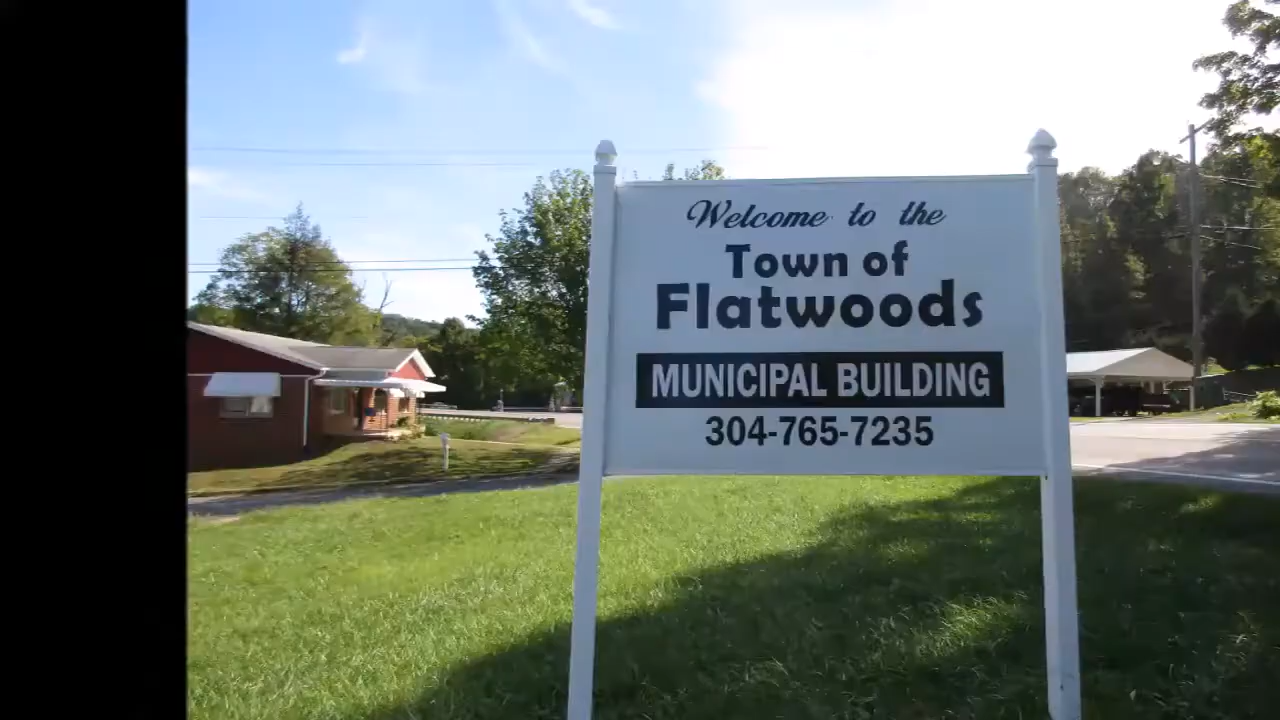 Welcome to the
Town of
Flatwoods
MUNICIPAL BUILDING
304-765-7235